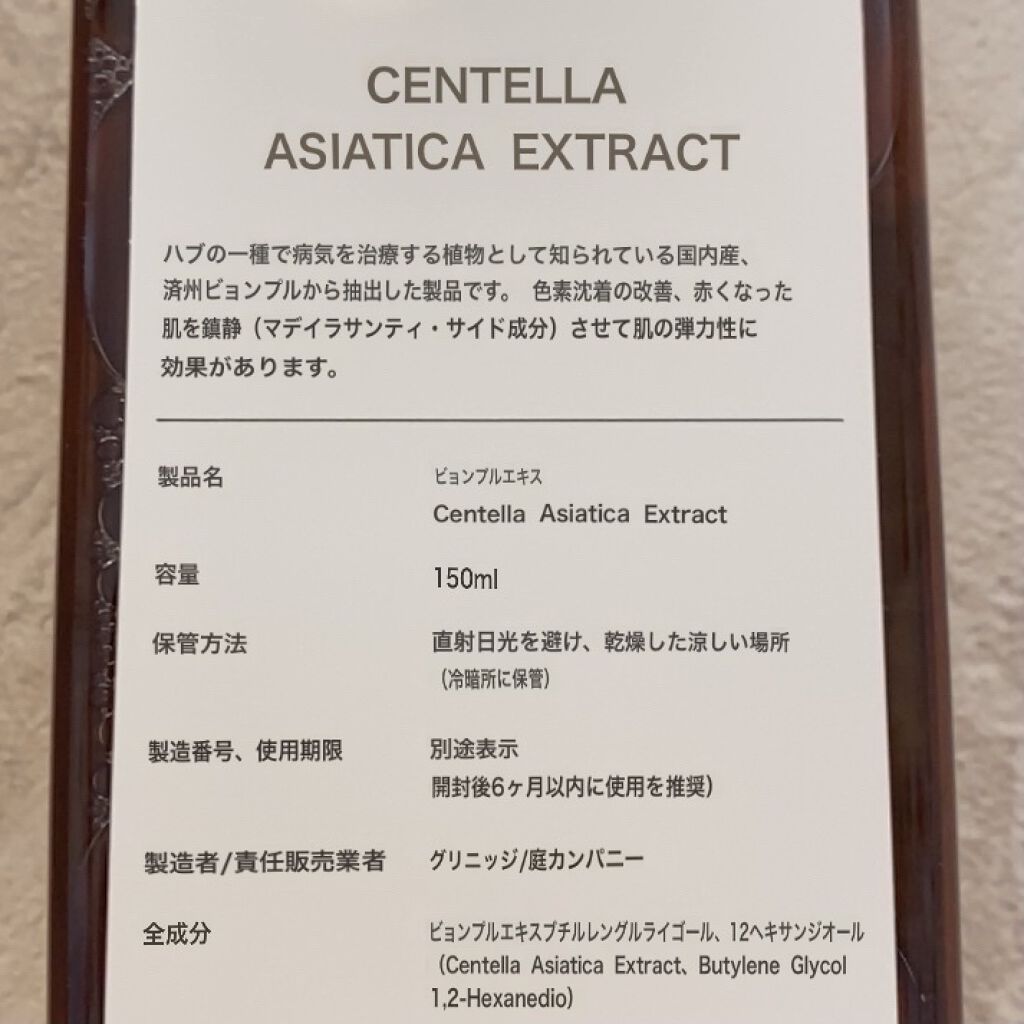 CENTELLA
ASIATICA EXTRACT
ハブの一種で病気を治療する植物として知られている国内産、
済州ビョンプルから抽出した製品です。 色素沈着の改善、赤くなった
肌を鎮静（マデイラサンティ・サイド成分）させて肌の弾力性に
効果があります。
製品名 ビョンプルエキス
Centella Asiatica Extract
容量 150ml
保管方法 直射日光を避け、乾燥した涼しい場所
（冷暗所に保管）
製造番号、使用期限 別途表示
開封後6ヶ月以内に使用を推奨）
製造者/責任販売業者 グリニッジ/庭カンパニー
全成分 ビョンプルエキスブチルレングルライゴール、12ヘキサンジオール
（Centella Asiatica Extract、Butylene Glycol
1,2-Hexanedio）